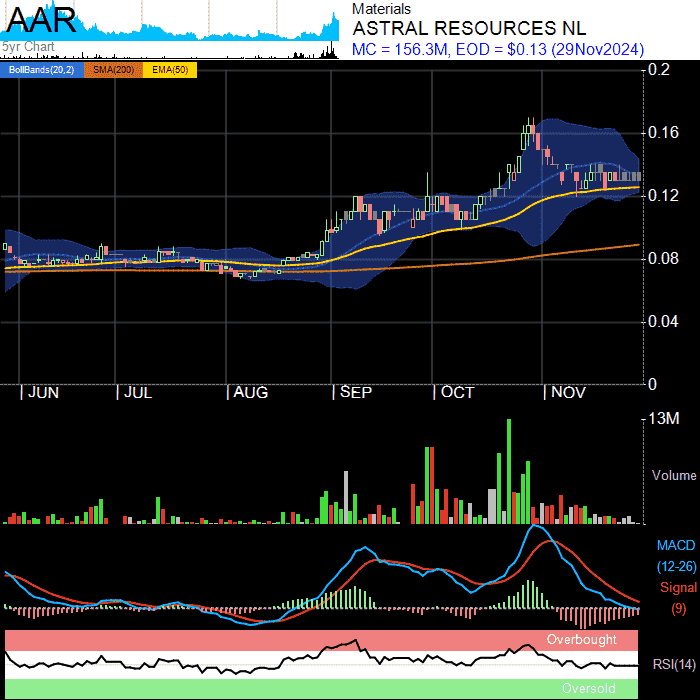 AAR
5yr Chart
Materials
ASTRAL RESOURCES NL
MC = 156.3M, EOD = $0.13 (29Nov2024)
BollBands(20,2) SMA(200) EMA(50)
0.2
0.16
0.12
0.08
0.04
0
JUN JUL AUG SEP OCT NOV
13M
Volume
MACD
(12-26)
Signal
(9)
Overbought
RSI(14)
Oversold